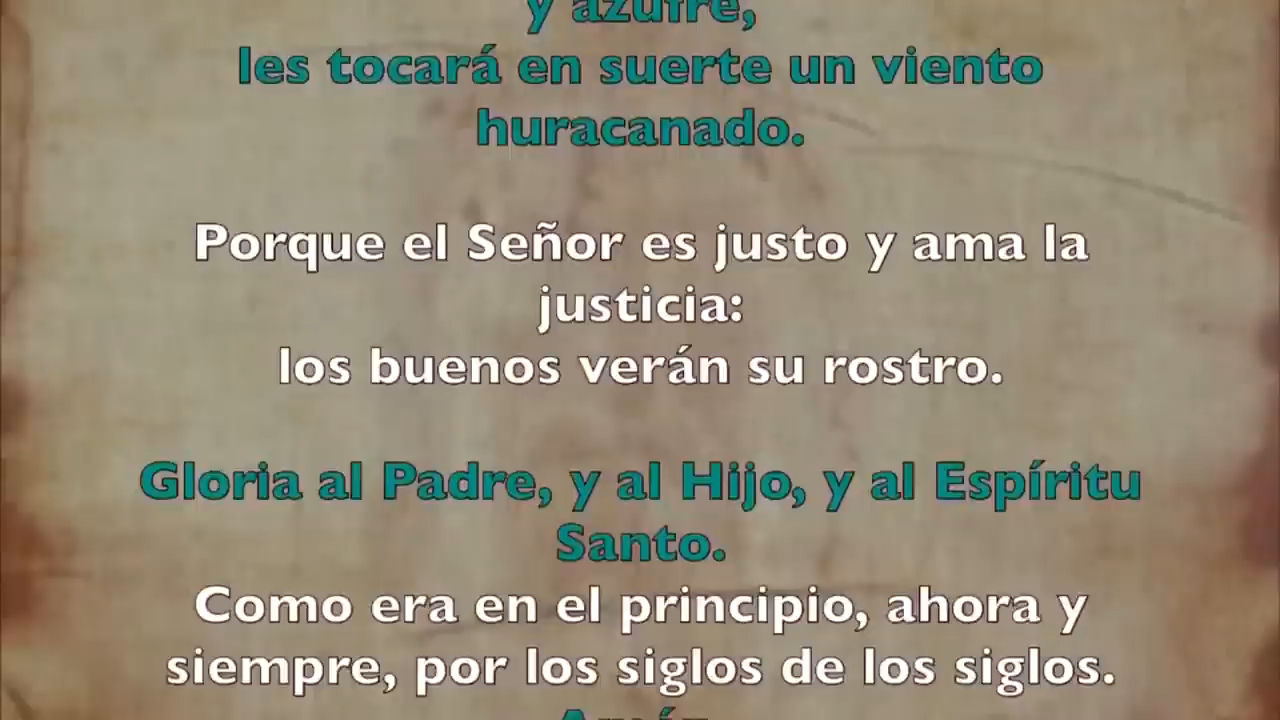 y azufre,
les tocará en suerte un viento
huracanado.
Porque el Señor es justo y ama la
justicia:
los buenos verán su rostro.
Gloria al Padre, y al Hijo, y al Espíritu
Santo.
Como era en el principio, ahora y
siempre, por los siglos de los siglos.